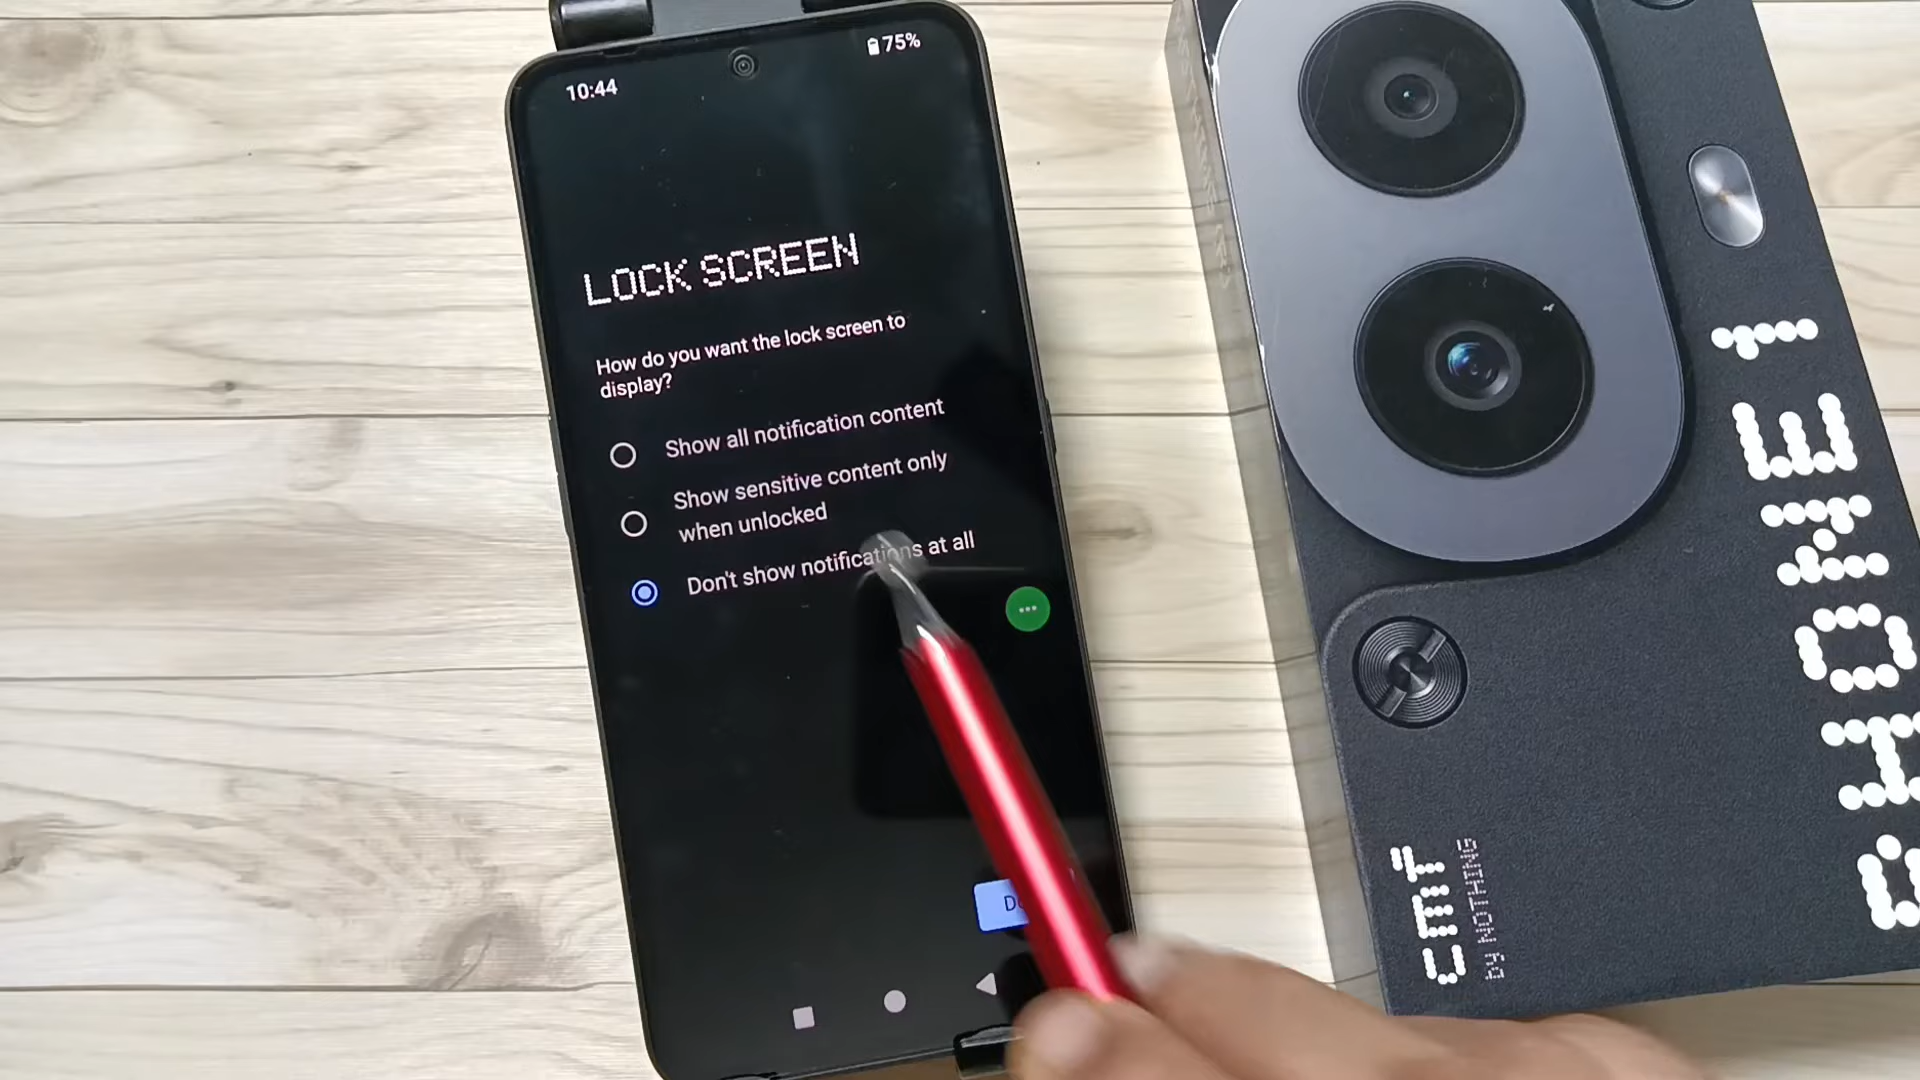 10:44
75%
LOCK SCREEN
How do you want the lock screen to
display?
Show all notification content
Show sensitive content only
when unlocked
Don't show notifications at all
PHONE 1
cmf
by NOTHING